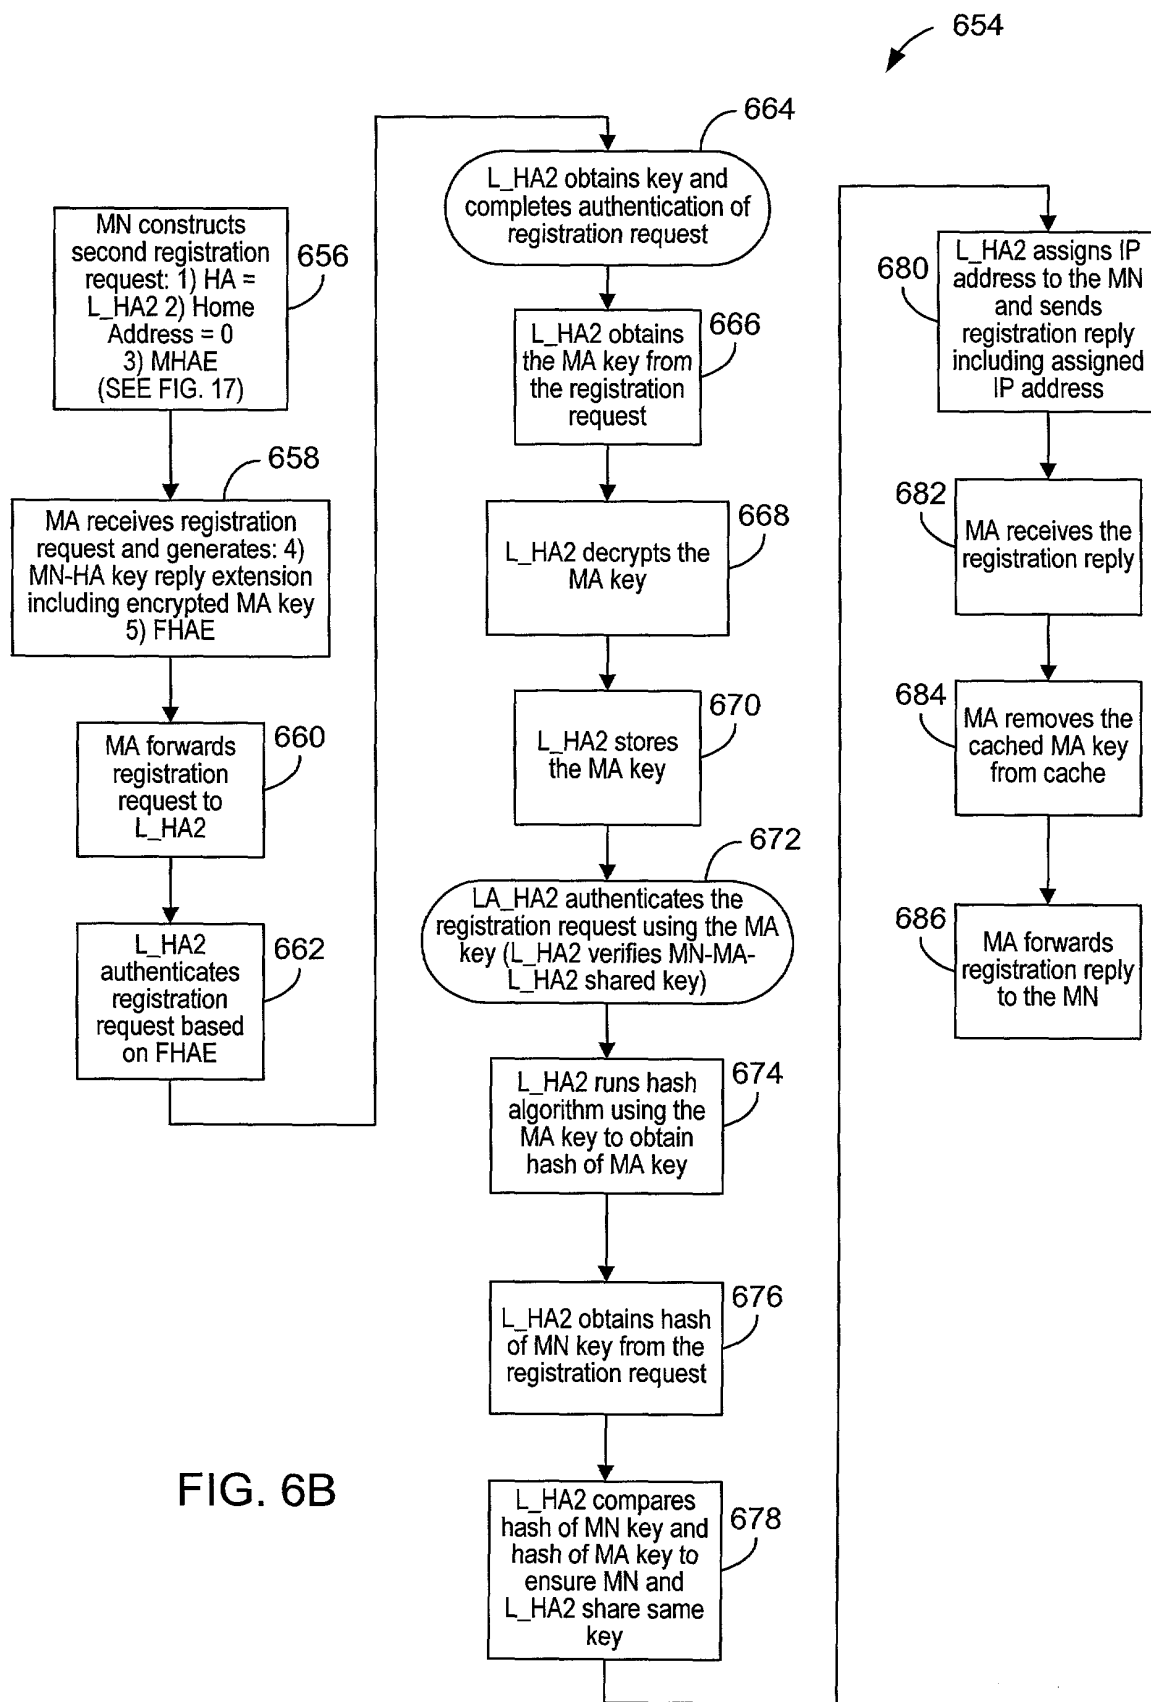 654
MN constructs
second registration
request: 1) HA =
L_HA2 2) Home
Address = 0
3) MHAE
(SEE FIG. 17)
656
MA receives registration
request and generates: 4)
MN-HA key reply extension
including encrypted MA key
5) FHAE
658
MA forwards
registration
request to
L_HA2
660
L_HA2
authenticates
registration
request based
on FHAE
662
L_HA2 obtains key and
completes authentication of
registration request
664
L_HA2 obtains
the MA key from
the registration
request
666
L_HA2 decrypts the
MA key
668
L_HA2 stores
the MA key
670
LA_HA2 authenticates the
registration request using the MA
key (L_HA2 verifies MN-MA-
L_HA2 shared key)
672
L_HA2 runs hash
algorithm using the
MA key to obtain
hash of MA key
674
L_HA2 obtains hash
of MN key from the
registration request
676
L_HA2 compares
hash of MN key and
hash of MA key to
ensure MN and
L_HA2 share same
key
678
680
L_HA2 assigns IP
address to the MN
and sends
registration reply
including assigned
IP address
682
MA receives the
registration reply
684
MA removes the
cached MA key
from cache
686
MA forwards
registration reply
to the MN
FIG. 6B